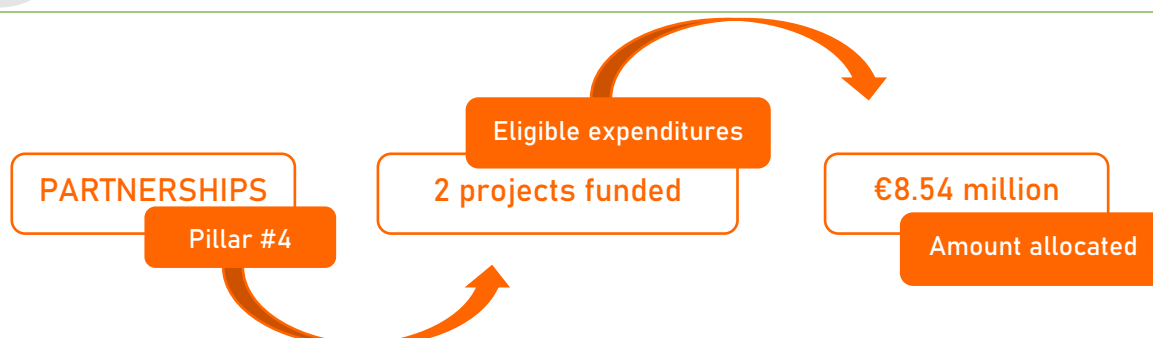 PARTNERSHIPS
Pillar #4
Eligible expenditures
2 projects funded
€8.54 million
Amount allocated